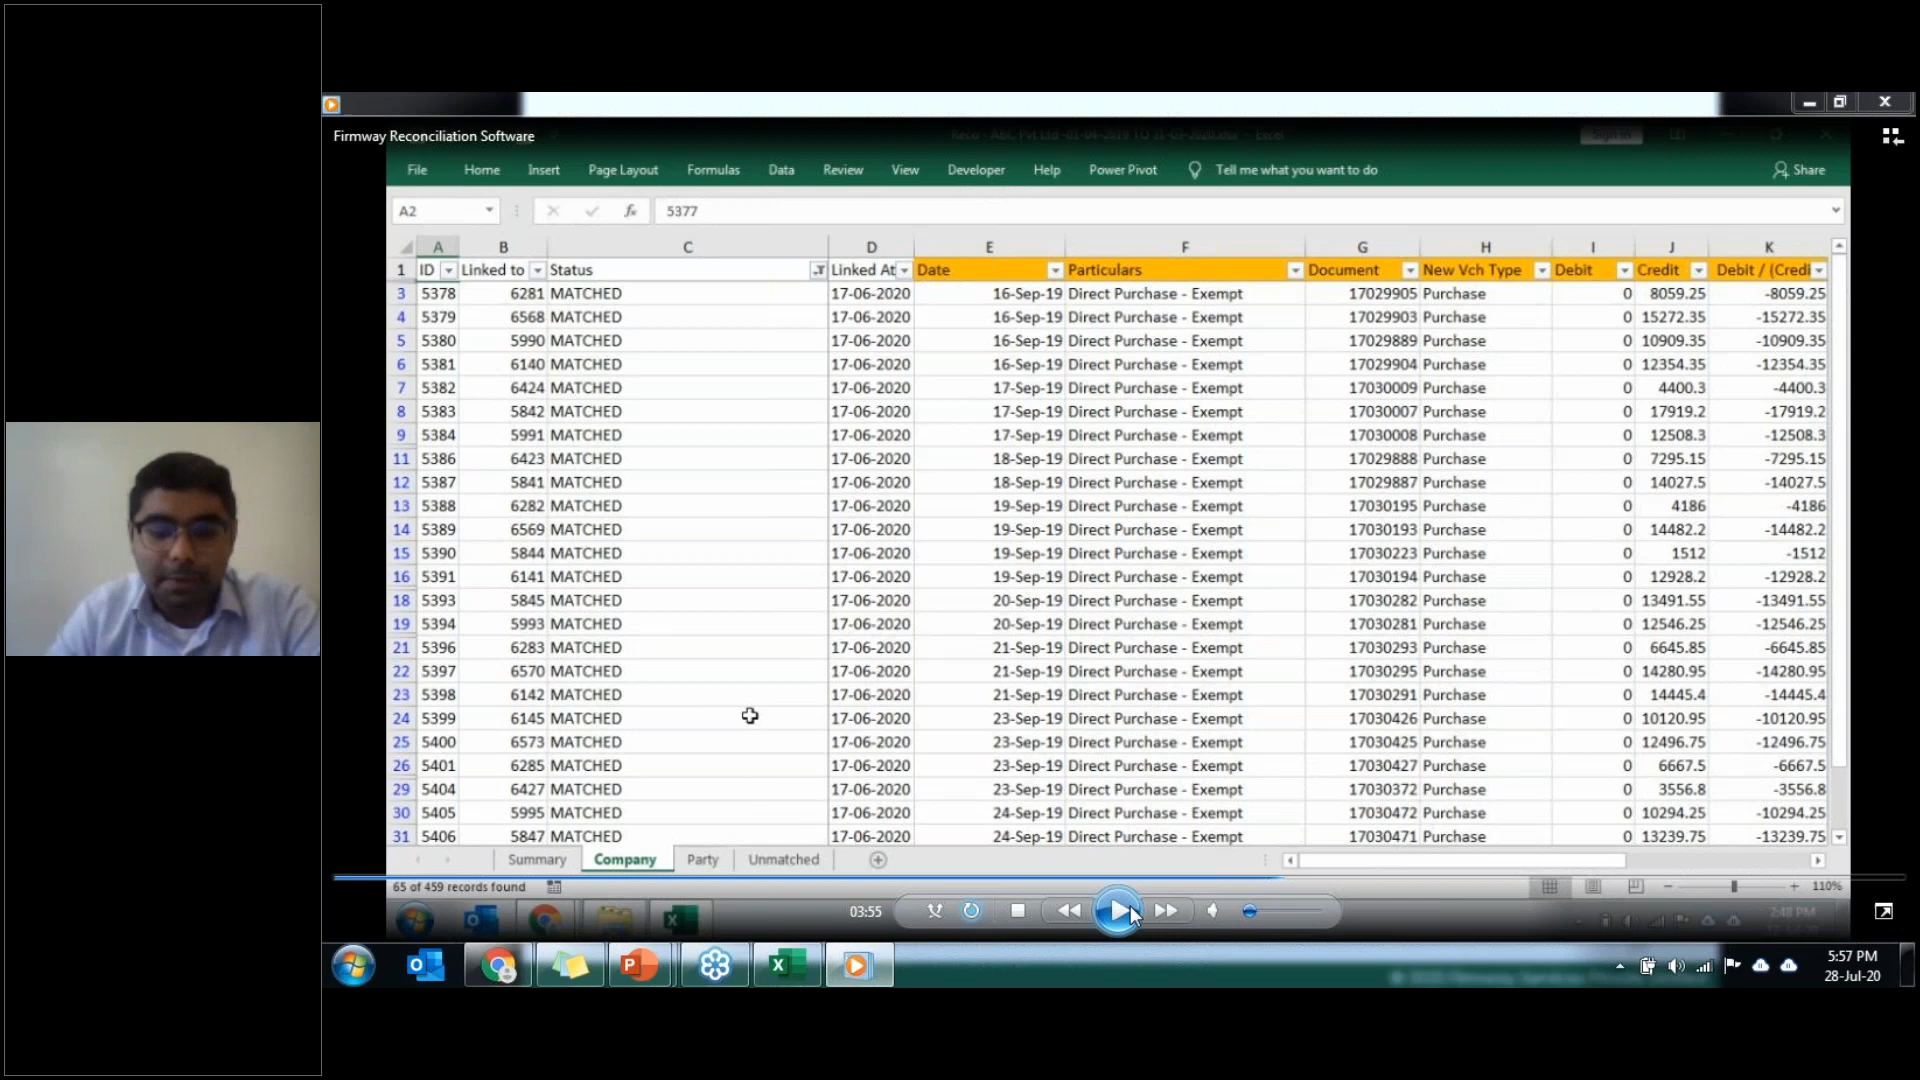 Firmway Reconciliation Software
File Home Insert Page Layout Formulas Data Review View Developer Help Power Pivot Tell me what you want to do Share
A2 fx 5377
A B C D E F G H I J K
1 ID Linked to Status Linked At Date Particulars Document New Vch Type Debit Credit Debit / (Credi
3 5378 6281 MATCHED 17-06-2020 16-Sep-19 Direct Purchase - Exempt 17029905 Purchase 0 8059.25 -8059.25
4 5379 6568 MATCHED 17-06-2020 16-Sep-19 Direct Purchase - Exempt 17029903 Purchase 0 15272.35 -15272.35
5 5380 5990 MATCHED 17-06-2020 16-Sep-19 Direct Purchase - Exempt 17029889 Purchase 0 10909.35 -10909.35
6 5381 6140 MATCHED 17-06-2020 16-Sep-19 Direct Purchase - Exempt 17029904 Purchase 0 12354.35 -12354.35
7 5382 6424 MATCHED 17-06-2020 17-Sep-19 Direct Purchase - Exempt 17030009 Purchase 0 4400.3 -4400.3
8 5383 5842 MATCHED 17-06-2020 17-Sep-19 Direct Purchase - Exempt 17030007 Purchase 0 17919.2 -17919.2
9 5384 5991 MATCHED 17-06-2020 17-Sep-19 Direct Purchase - Exempt 17030008 Purchase 0 12508.3 -12508.3
11 5386 6423 MATCHED 17-06-2020 18-Sep-19 Direct Purchase - Exempt 17029888 Purchase 0 7295.15 -7295.15
12 5387 5841 MATCHED 17-06-2020 18-Sep-19 Direct Purchase - Exempt 17029887 Purchase 0 14027.5 -14027.5
13 5388 6282 MATCHED 17-06-2020 19-Sep-19 Direct Purchase - Exempt 17030195 Purchase 0 4186 -4186
14 5389 6569 MATCHED 17-06-2020 19-Sep-19 Direct Purchase - Exempt 17030193 Purchase 0 14482.2 -14482.2
15 5390 5844 MATCHED 17-06-2020 19-Sep-19 Direct Purchase - Exempt 17030223 Purchase 0 1512 -1512
16 5391 6141 MATCHED 17-06-2020 19-Sep-19 Direct Purchase - Exempt 17030194 Purchase 0 12928.2 -12928.2
18 5393 5845 MATCHED 17-06-2020 20-Sep-19 Direct Purchase - Exempt 17030282 Purchase 0 13491.55 -13491.55
19 5394 5993 MATCHED 17-06-2020 20-Sep-19 Direct Purchase - Exempt 17030281 Purchase 0 12546.25 -12546.25
21 5396 6283 MATCHED 17-06-2020 21-Sep-19 Direct Purchase - Exempt 17030293 Purchase 0 6645.85 -6645.85
22 5397 6570 MATCHED 17-06-2020 21-Sep-19 Direct Purchase - Exempt 17030295 Purchase 0 14280.95 -14280.95
23 5398 6142 MATCHED 17-06-2020 21-Sep-19 Direct Purchase - Exempt 17030291 Purchase 0 14445.4 -14445.4
24 5399 6145 MATCHED 17-06-2020 23-Sep-19 Direct Purchase - Exempt 17030426 Purchase 0 10120.95 -10120.95
25 5400 6573 MATCHED 17-06-2020 23-Sep-19 Direct Purchase - Exempt 17030425 Purchase 0 12496.75 -12496.75
26 5401 6285 MATCHED 17-06-2020 23-Sep-19 Direct Purchase - Exempt 17030427 Purchase 0 6667.5 -6667.5
29 5404 6427 MATCHED 17-06-2020 23-Sep-19 Direct Purchase - Exempt 17030372 Purchase 0 3556.8 -3556.8
30 5405 5995 MATCHED 17-06-2020 24-Sep-19 Direct Purchase - Exempt 17030472 Purchase 0 10294.25 -10294.25
31 5406 5847 MATCHED 17-06-2020 24-Sep-19 Direct Purchase - Exempt 17030471 Purchase 0 13239.75 -13239.75
Summary Company Party Unmatched
65 of 459 records found 110%
03:55 2:48 PM
5:57 PM
28-Jul-20